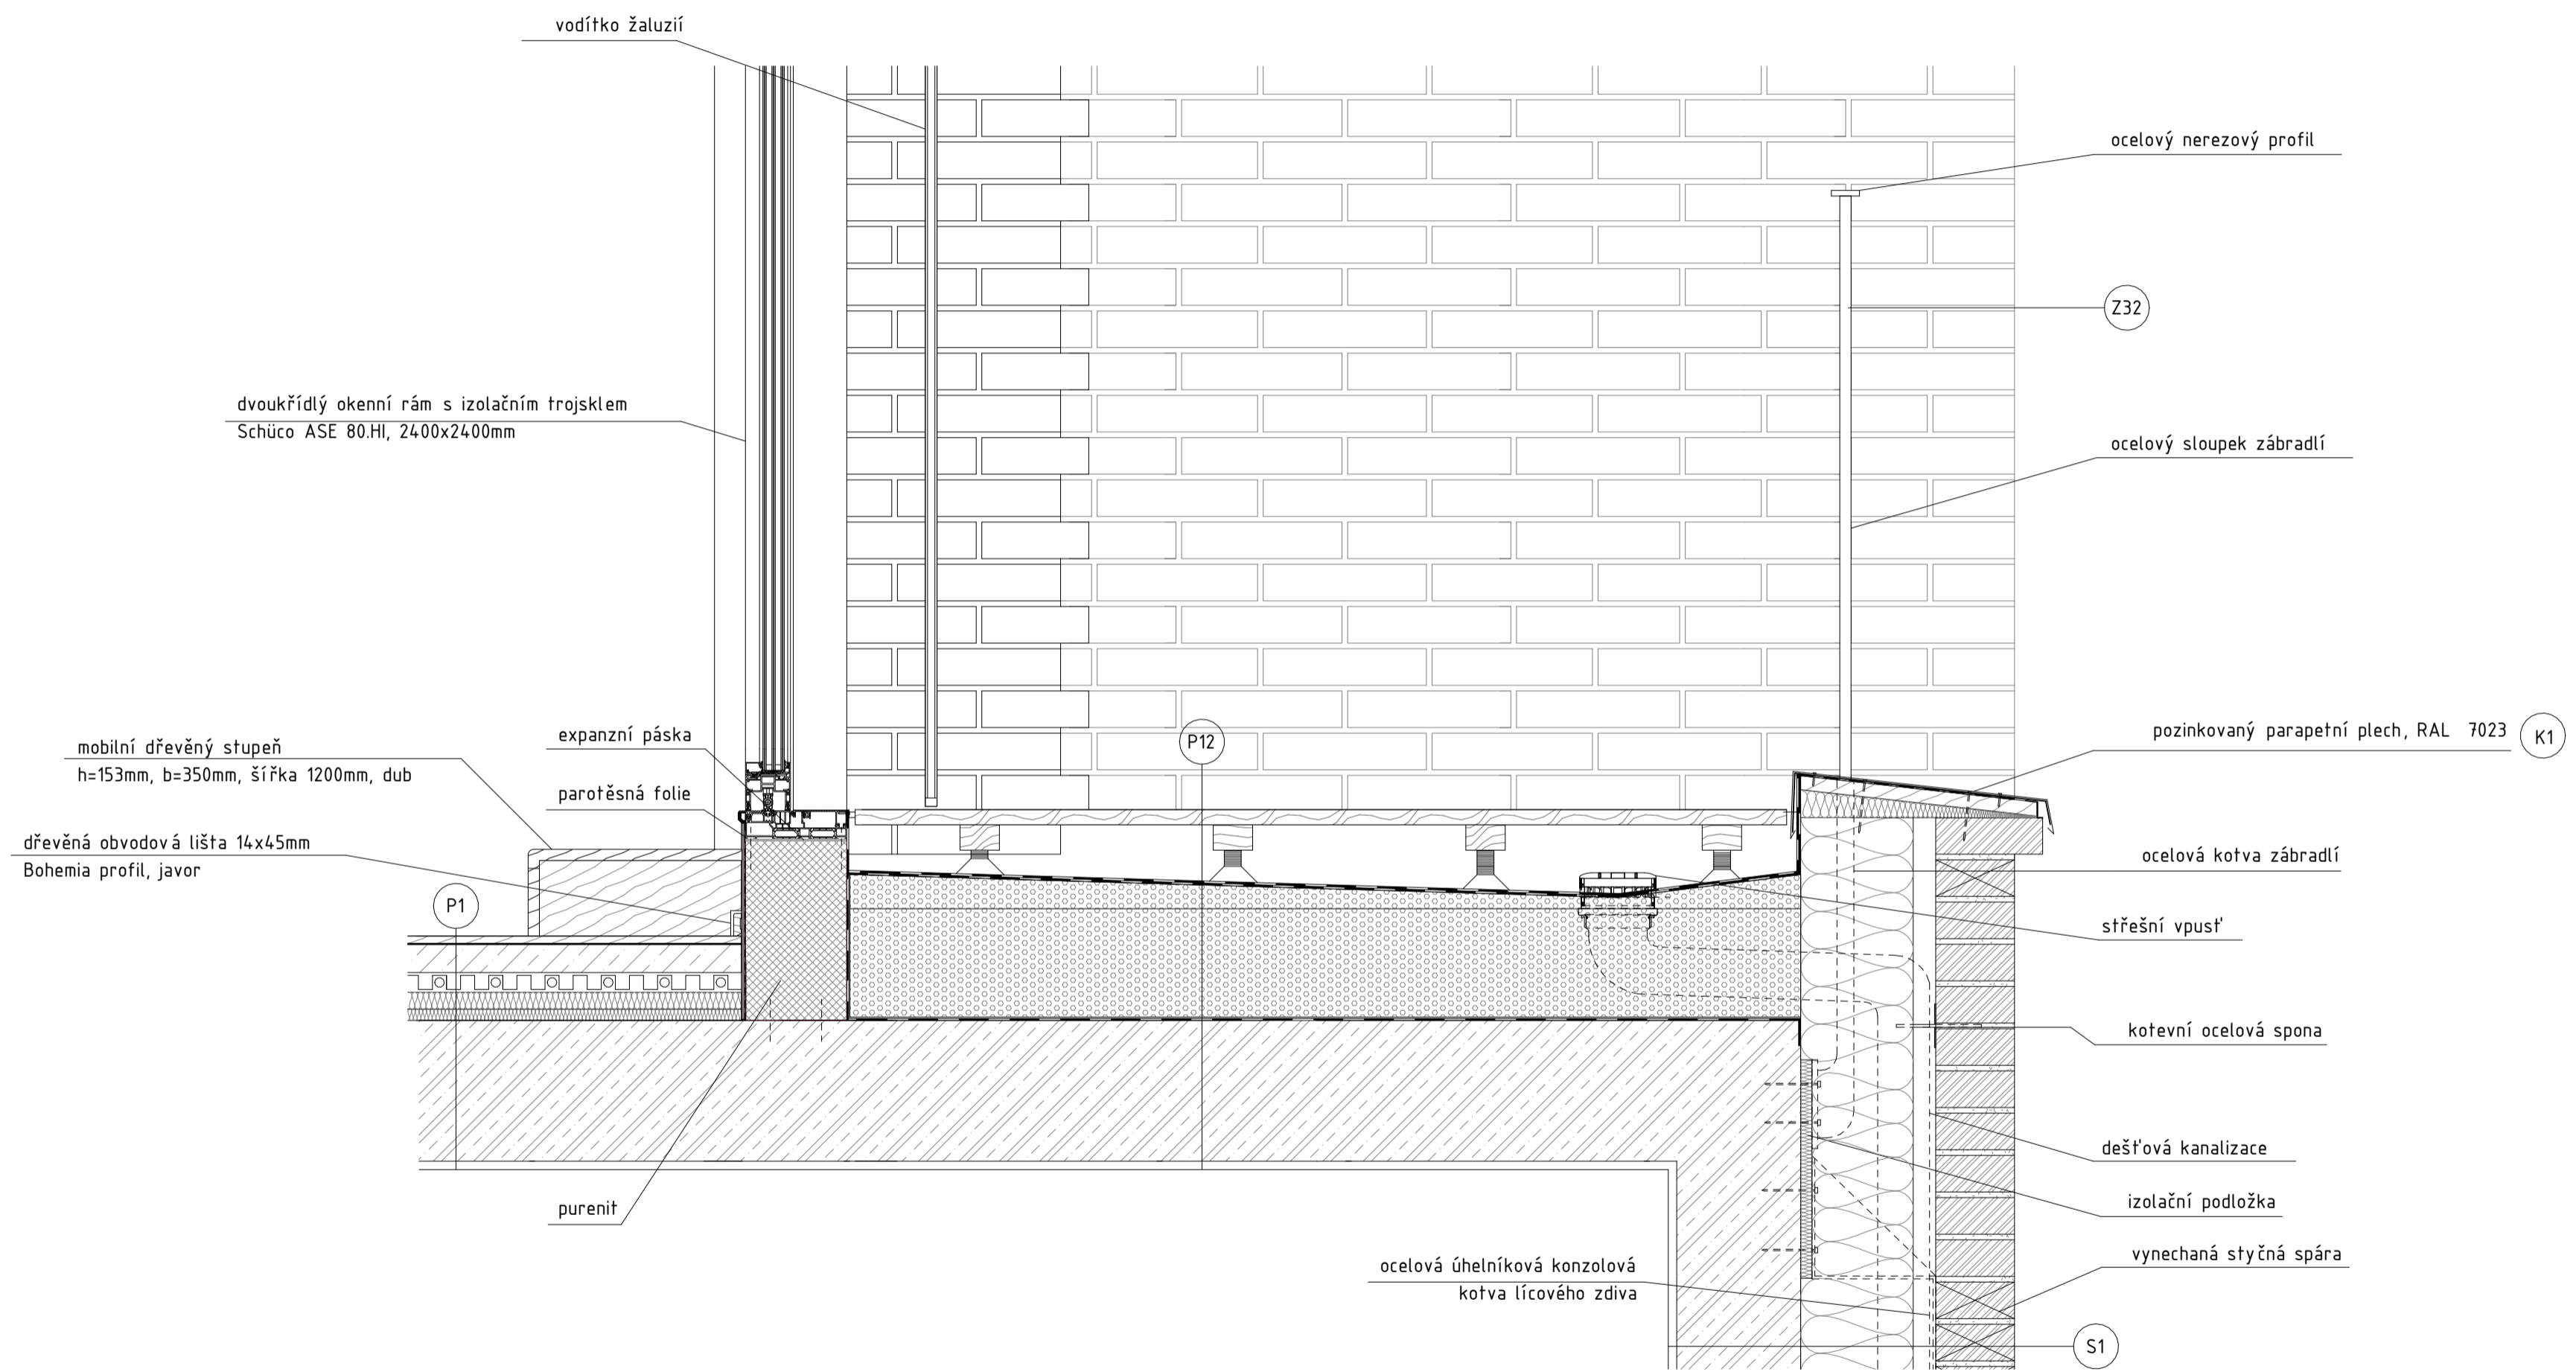 vodítko žaluzií
ocelový nerezový profil
Z32
dvoukřídlý okenní rám s izolačním trojsklem
Schüco ASE 80.HI, 2400x2400mm
ocelový sloupek zábradlí
expanzní páska
P12
pozinkovaný parapetní plech, RAL 7023
K1
mobilní dřevěný stupeň
h=153mm, b=350mm, šířka 1200mm, dub
parotěsná folie
dřevěná obvodová lišta 14x45mm
Bohemia profil, javor
ocelová kotva zábradlí
P1
střešní vpusť
kotevní ocelová spona
dešťová kanalizace
purenit
izolační podložka
vynechaná styčná spára
ocelová úhelníková konzolová
kotva lícového zdiva
S1